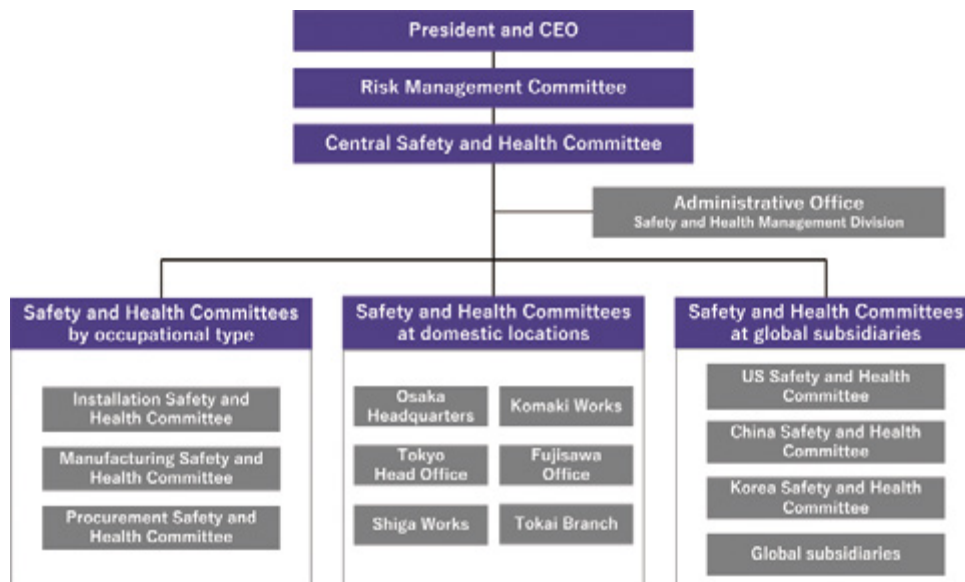 President and CEO
Risk Management Committee
Central Safety and Health Committee
Administrative Office
Safety and Health Management Division
Safety and Health Committees
by occupational type
Installation Safety and
Health Committee
Manufacturing Safety and
Health Committee
Procurement Safety and
Health Committee
Safety and Health Committees
at domestic locations
Osaka
Headquarters
Komaki Works
Tokyo
Head Office
Fujisawa
Office
Shiga Works
Tokai Branch
Safety and Health Committees
at global subsidiaries
US Safety and Health
Committee
China Safety and Health
Committee
Korea Safety and Health
Committee
Global subsidiaries